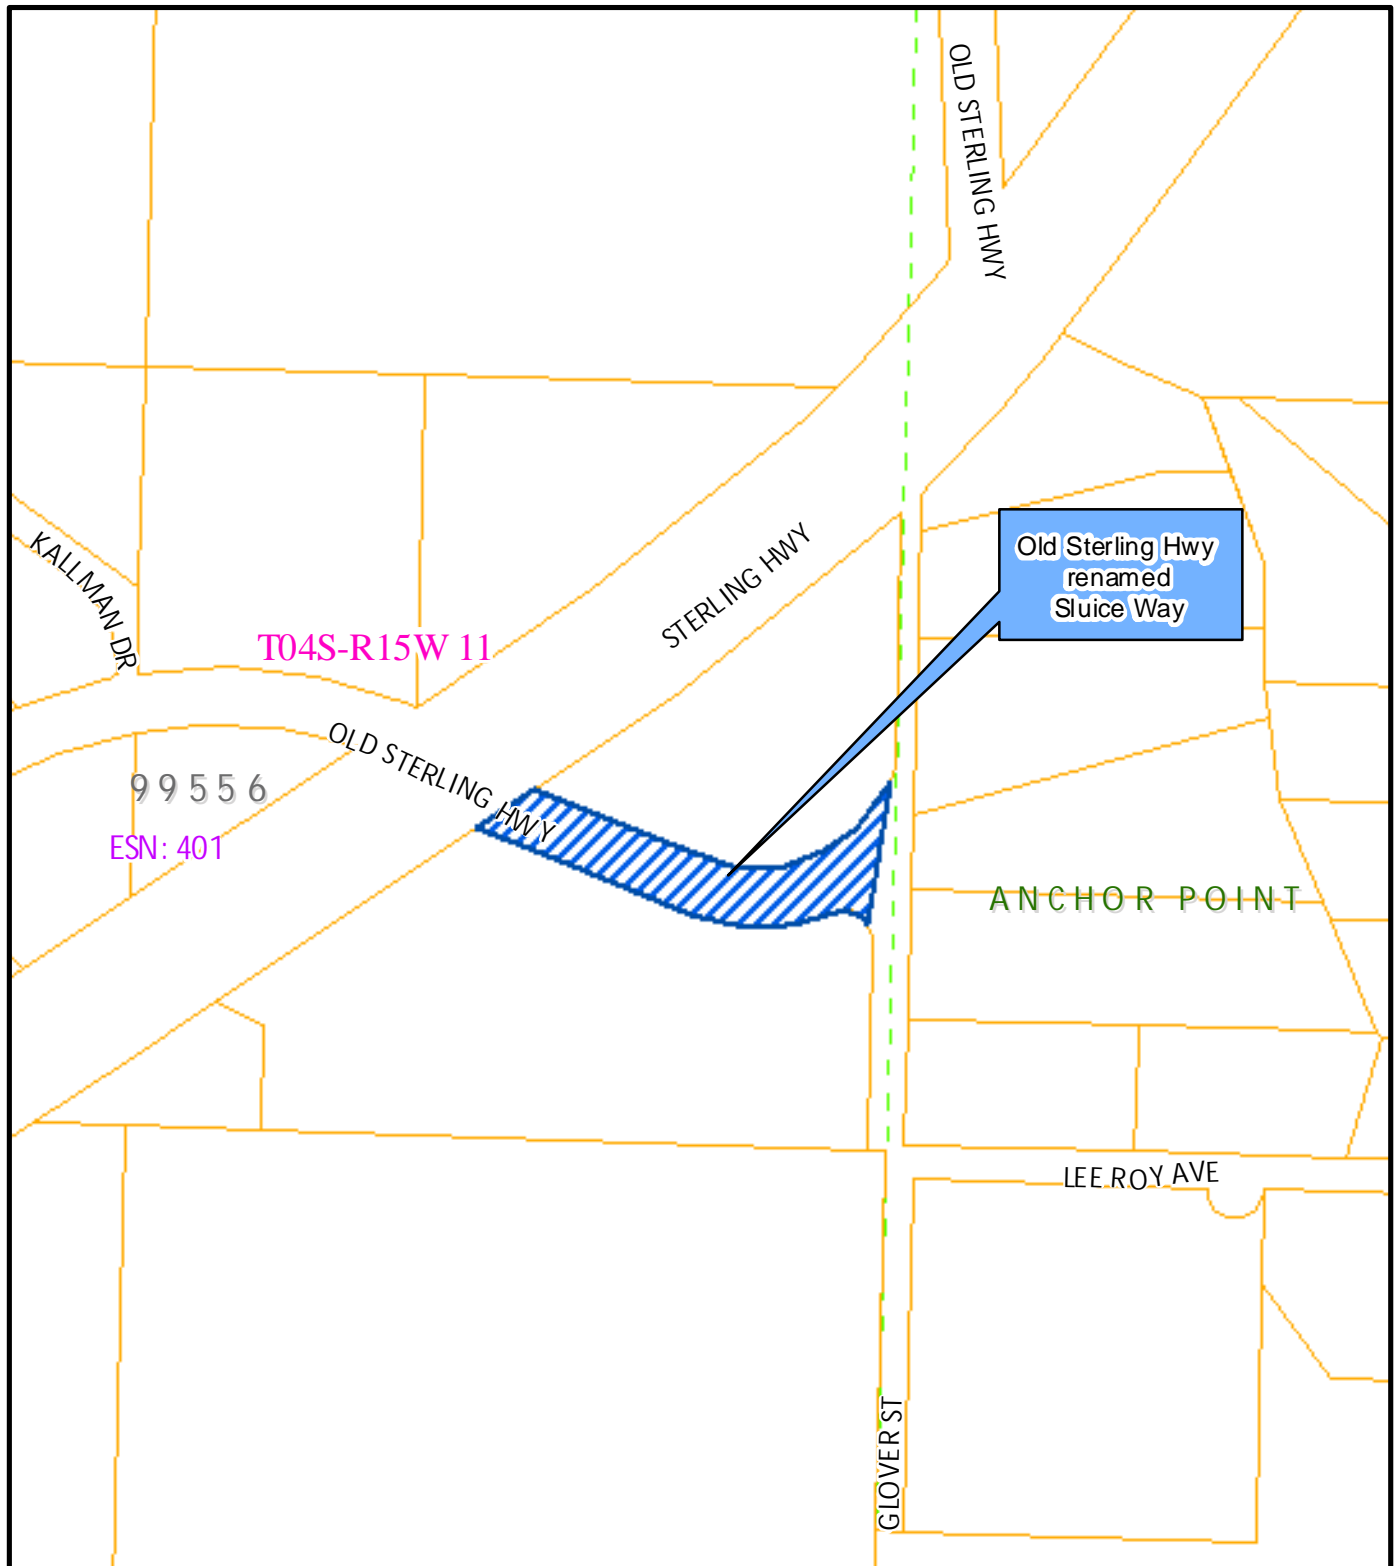 OLD STERLING HWY
Old Sterling Hwy
renamed
Sluice Way
STERLING HWY
KALLMAN DR
T04S-R15W 11
OLD STERLING HWY
99556
ESN: 401
ANCHOR POINT
LEE ROY AVE
GLOVER ST